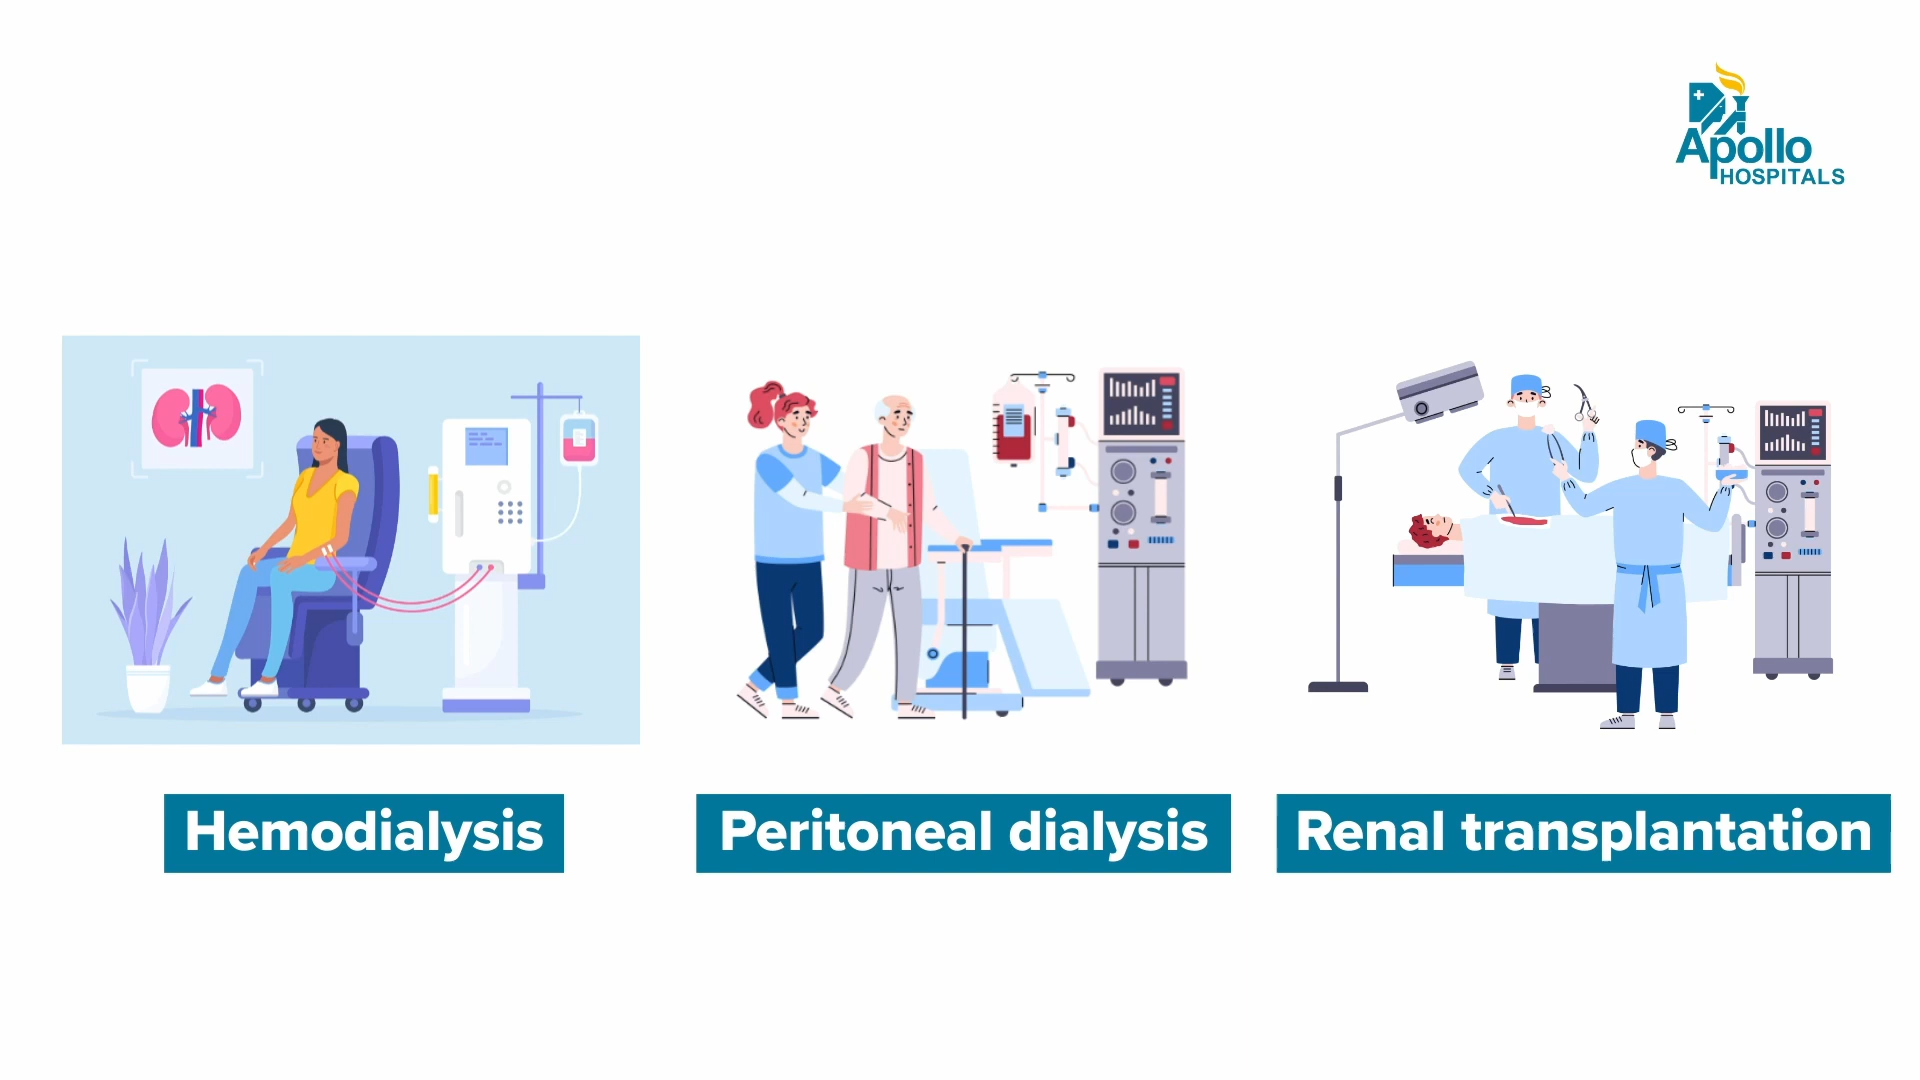 Apollo
HOSPITALS
Hemodialysis
Peritoneal dialysis
Renal transplantation